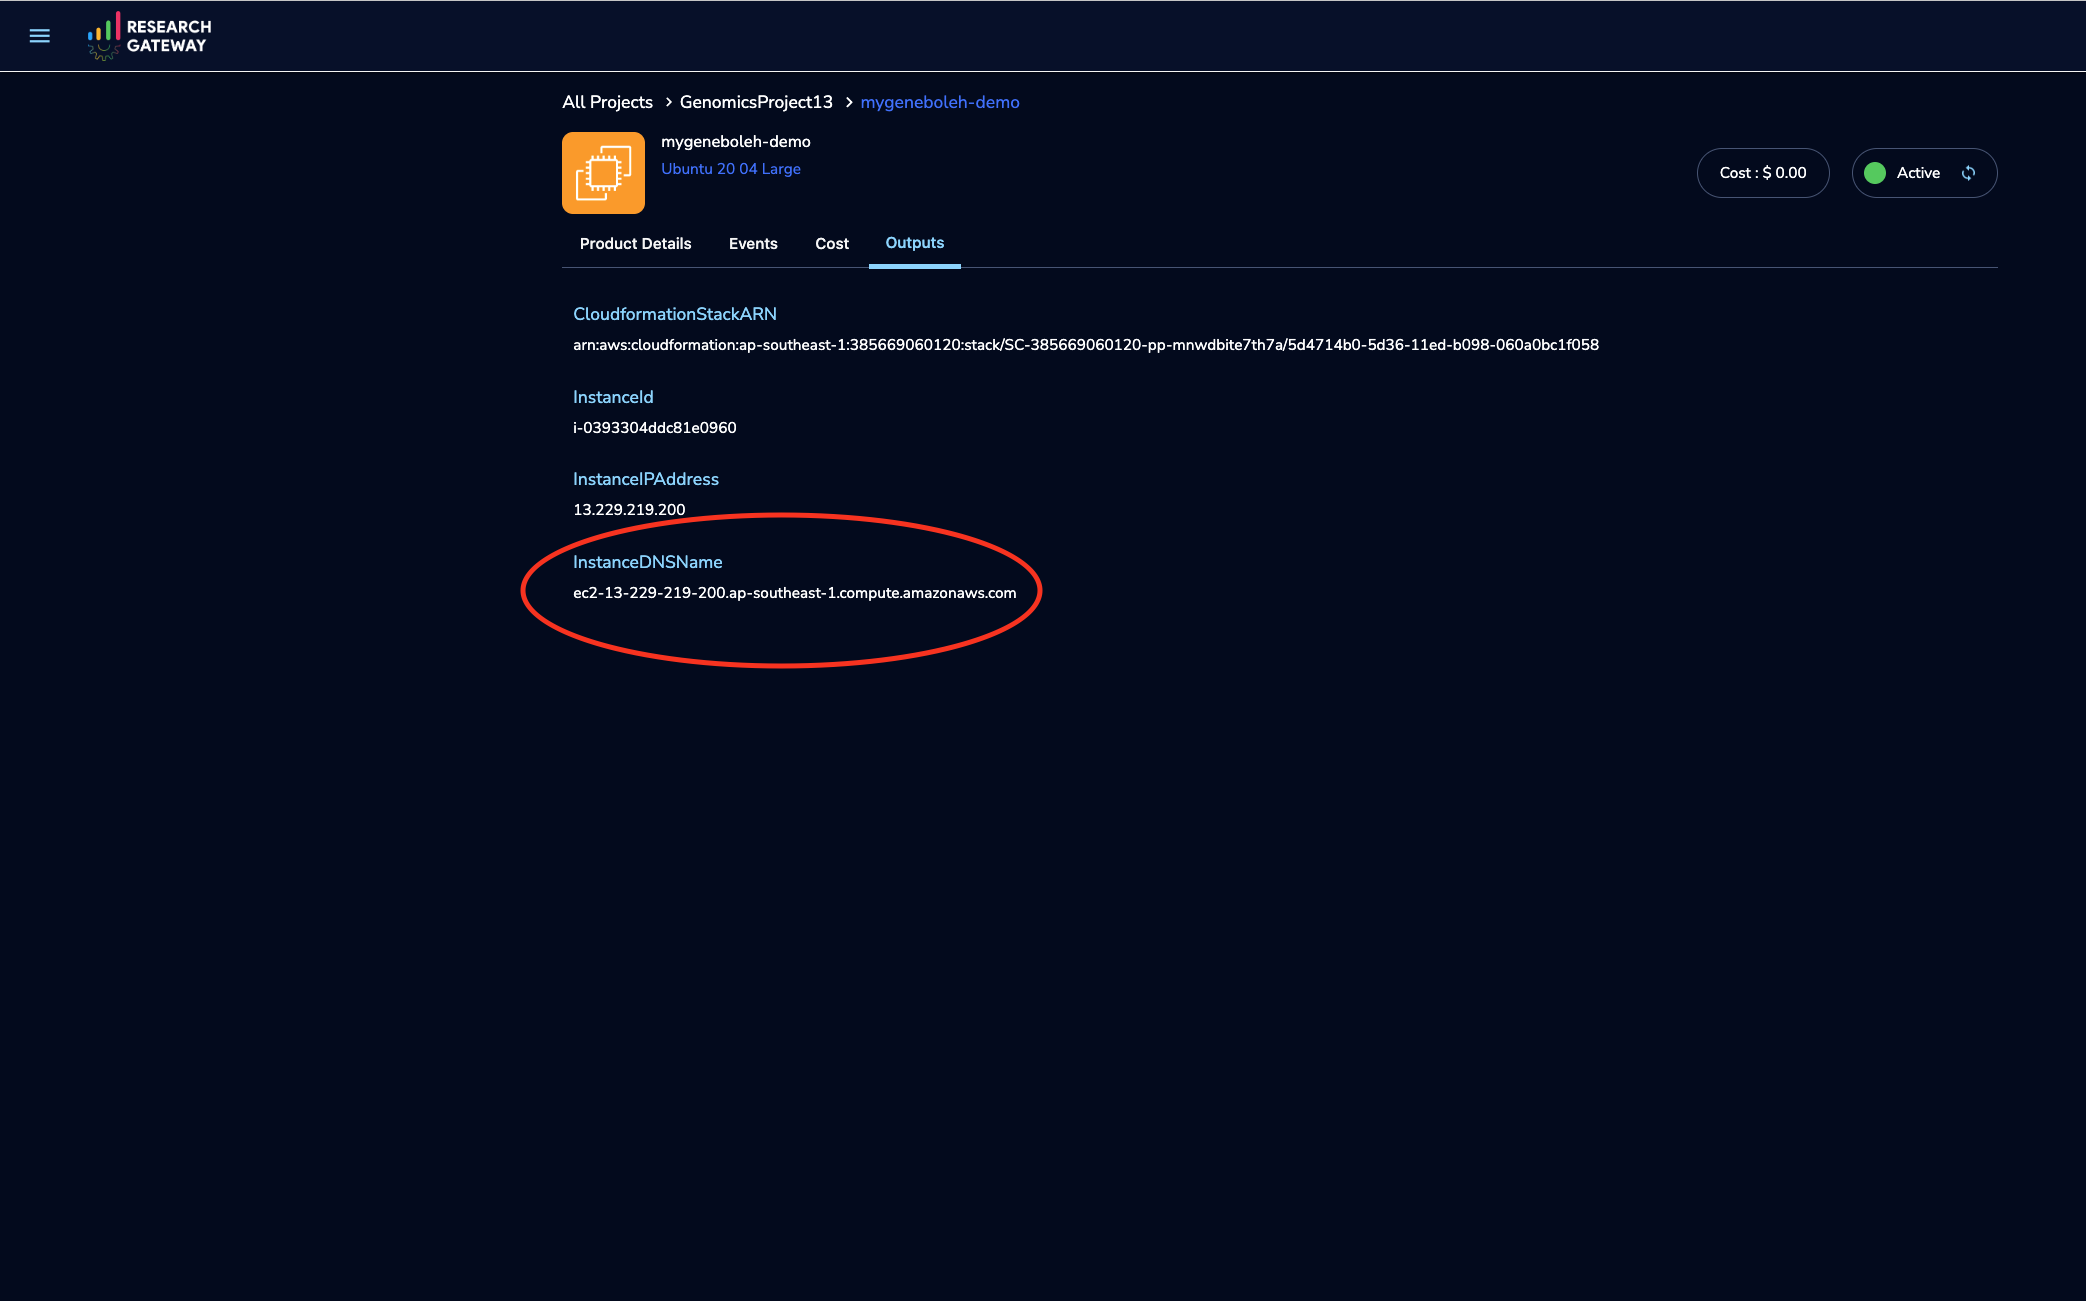 RESEARCH
GATEWAY
All Projects > GenomicsProject13 > mygeneboleh-demo
mygeneboleh-demo
Ubuntu 20 04 Large
Cost : $ 0.00
Active
Product Details
Events
Cost
Outputs
CloudformationStackARN
arn:aws:cloudformation:ap-southeast-1:385669060120:stack/SC-385669060120-pp-mnwdbite7th7a/5d4714b0-5d36-11ed-b098-060a0bc1f058
InstanceId
i-0393304ddc81e0960
InstanceIPAddress
13.229.219.200
InstanceDNSName
ec2-13-229-219-200.ap-southeast-1.compute.amazonaws.com